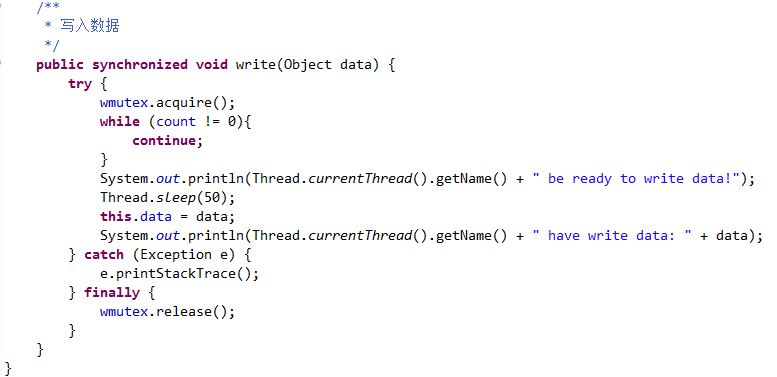 /**
 * 写入数据
 */
public synchronized void write(Object data) {
    try {
        wmutex.acquire();
        while (count != 0){
            continue;
        }
        System.out.println(Thread.currentThread().getName() + " be ready to write data!");
        Thread.sleep(50);
        this.data = data;
        System.out.println(Thread.currentThread().getName() + " have write data: " + data);
    } catch (Exception e) {
        e.printStackTrace();
    } finally {
        wmutex.release();
    }
}
}